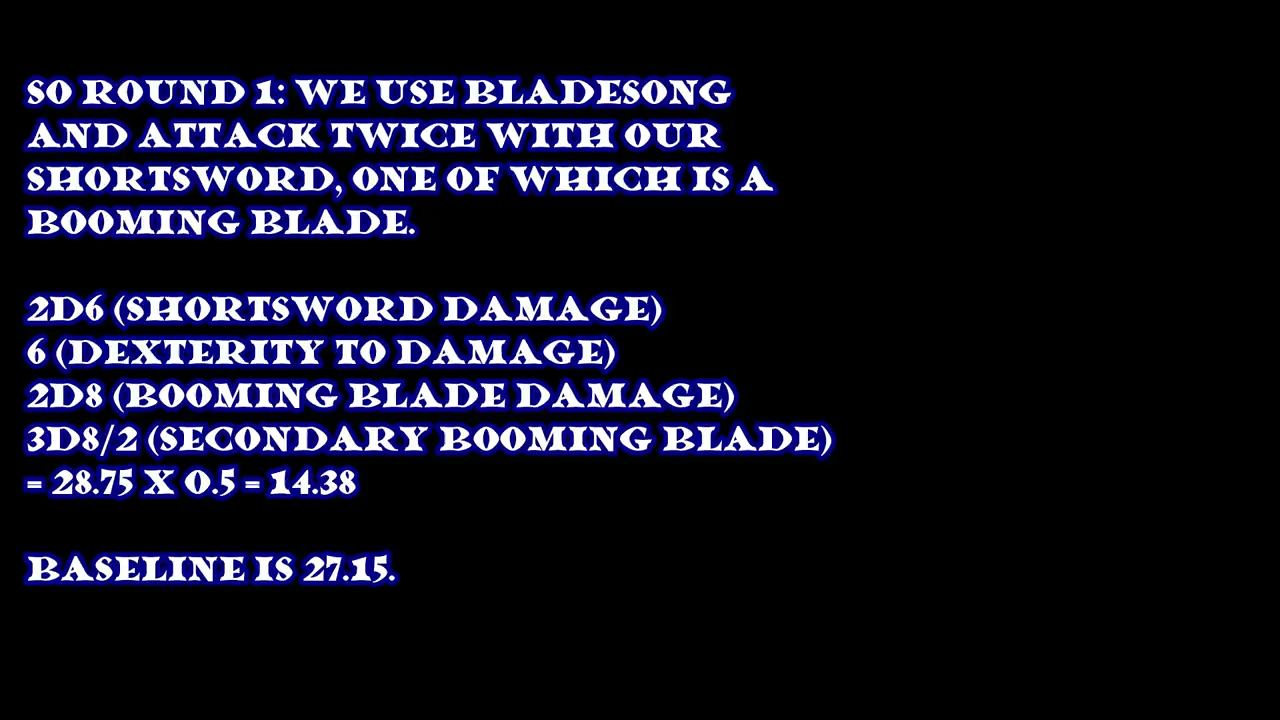 SO ROUND 1: WE USE BLADESONG
AND ATTACK TWICE WITH OUR
SHORTSWORD, ONE OF WHICH IS A
BOOMING BLADE.
2D6 (SHORTSWORD DAMAGE)
6 (DEXTERITY TO DAMAGE)
2D8 (BOOMING BLADE DAMAGE)
3D8/2 (SECONDARY BOOMING BLADE)
= 28.75 X 0.5 = 14.38
BASELINE IS 27.15.